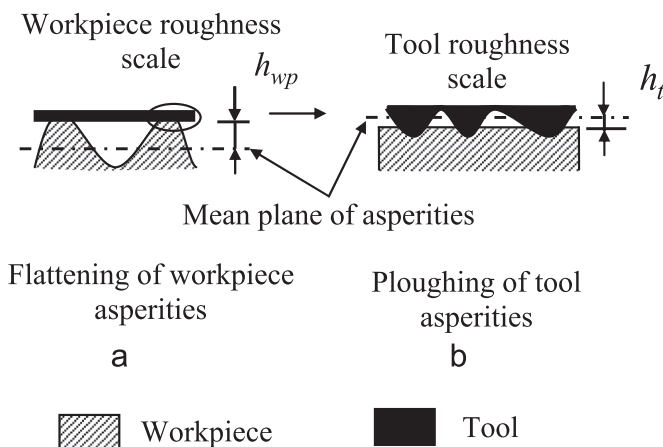 Workpiece roughness
scale
h_wp
Tool roughness
scale
h_t
Mean plane of asperities
Flattening of workpiece
asperities
a
Ploughing of tool
asperities
b
Workpiece
Tool